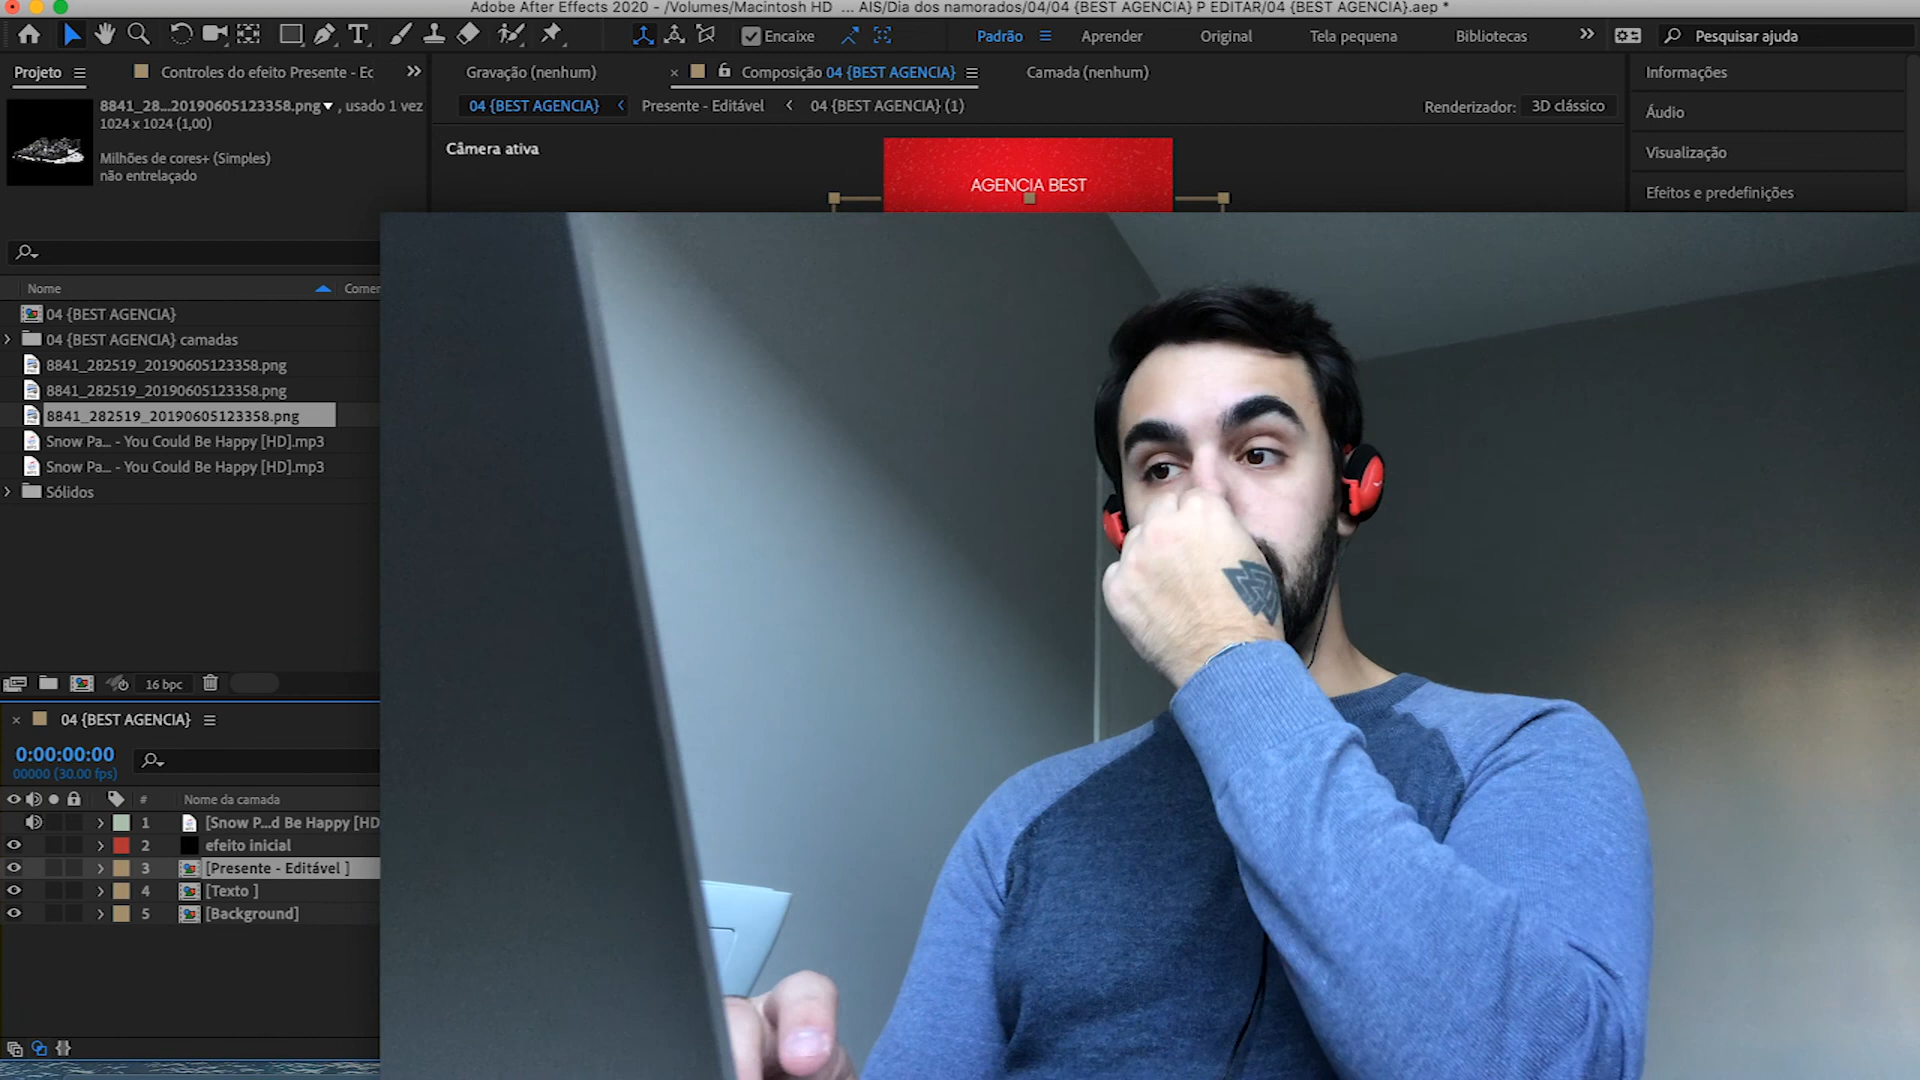 Adobe After Effects 2020 - /Volumes/Macintosh HD ... AIS/Dia dos namorados/04/04 {BEST AGENCIA} P EDITAR/04 {BEST AGENCIA}.aep *
Encaixe
Padrão
Aprender
Original
Tela pequena
Bibliotecas
Pesquisar ajuda
Projeto
Controles do efeito Presente - Ec
Gravação (nenhum)
Composição 04 {BEST AGENCIA}
Camada (nenhum)
Informações
8841_28...20190605123358.png , usado 1 vez
1024 x 1024 (1,00)
04 {BEST AGENCIA}
Presente - Editável
04 {BEST AGENCIA} (1)
Renderizador: 3D clássico
Áudio
Milhões de cores+ (Simples)
não entrelaçado
Câmera ativa
Visualização
AGENCIA BEST
Efeitos e predefinições
Nome
Comer
04 {BEST AGENCIA}
04 {BEST AGENCIA} camadas
8841_282519_20190605123358.png
8841_282519_20190605123358.png
8841_282519_20190605123358.png
Snow Pa... - You Could Be Happy [HD].mp3
Snow Pa... - You Could Be Happy [HD].mp3
Sólidos
16 bpc
04 {BEST AGENCIA}
0:00:00:00
00000 (30.00 fps)
# Nome da camada
1 [Snow P...d Be Happy [HD
2 efeito inicial
3 [Presente - Editável ]
4 [Texto ]
5 [Background]